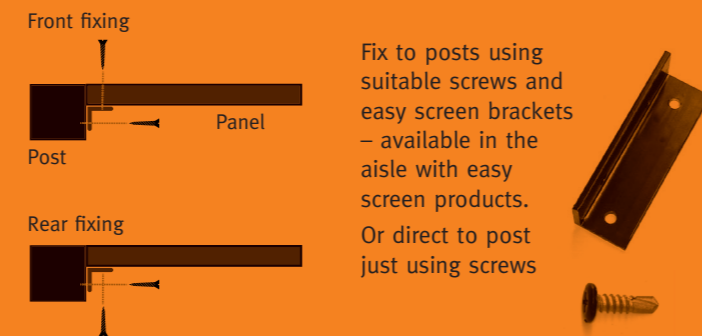 Front fixing
Panel
Post
Rear fixing
Fix to posts using
suitable screws and
easy screen brackets
– available in the
aisle with easy
screen products.
Or direct to post
just using screws